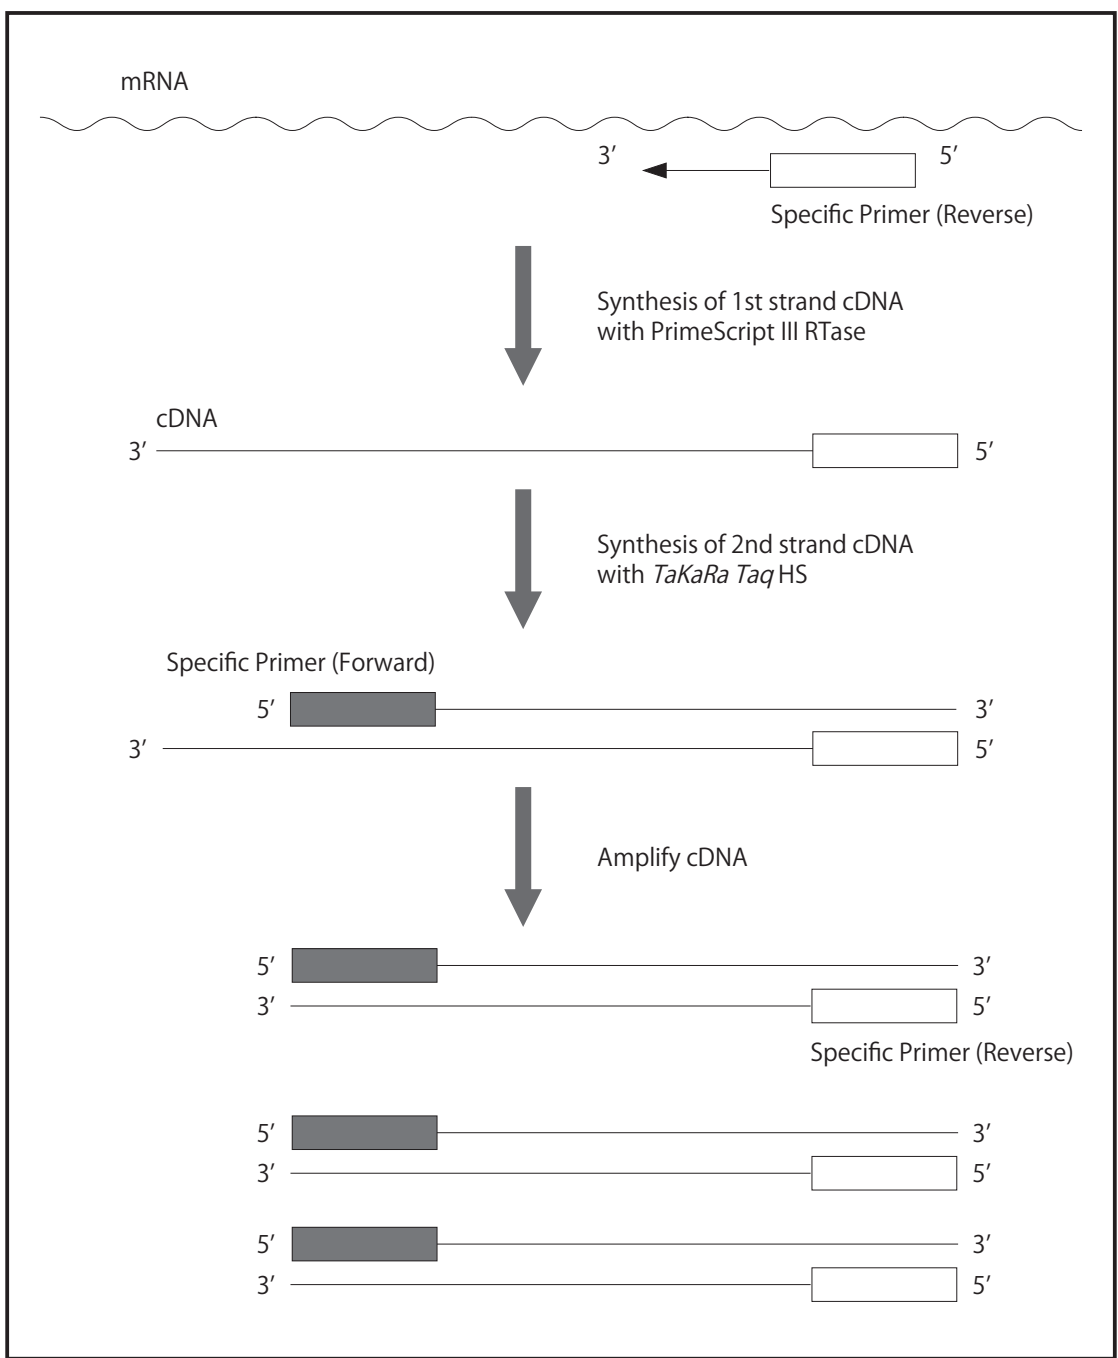 mRNA
3’ 5’
Specific Primer (Reverse)
Synthesis of 1st strand cDNA
with PrimeScript III RTase
cDNA
3’ 5’
Synthesis of 2nd strand cDNA
with TaKaRa Taq HS
Specific Primer (Forward)
5’ 3’
3’ 5’
Amplify cDNA
5’ 3’
3’ 5’
Specific Primer (Reverse)
5’ 3’
3’ 5’
5’ 3’
3’ 5’